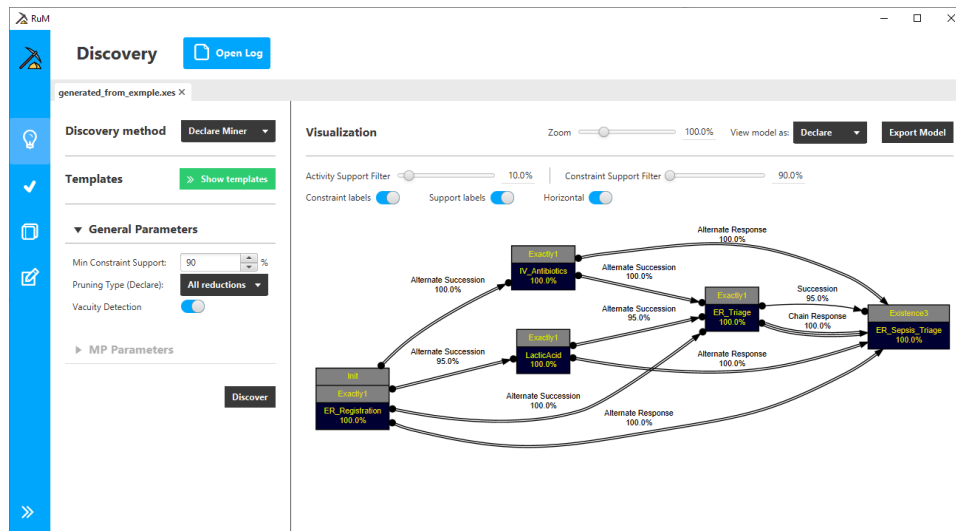 RuM
Discovery
Open Log
generated_from_exmple.xes ×
Discovery method
Declare Miner
Templates
Show templates
General Parameters
Min Constraint Support:
90
%
Pruning Type (Declare):
All reductions
Vacuity Detection
MP Parameters
Discover
Visualization
Zoom
100.0%
View model as:
Declare
Export Model
Activity Support Filter
10.0%
Constraint Support Filter
90.0%
Constraint labels
Support labels
Horizontal
Alternate Response
100.0%
Exactly1
IV_Antibiotics
100.0%
Alternate Succession
100.0%
Alternate Succession
100.0%
Exactly1
ER_Triage
100.0%
Succession
95.0%
Chain Response
100.0%
Existence3
ER_Sepsis_Triage
100.0%
Alternate Succession
95.0%
Exactly1
LacticAcid
100.0%
Alternate Succession
95.0%
Alternate Response
100.0%
Init
Exactly1
ER_Registration
100.0%
Alternate Succession
100.0%
Alternate Response
100.0%